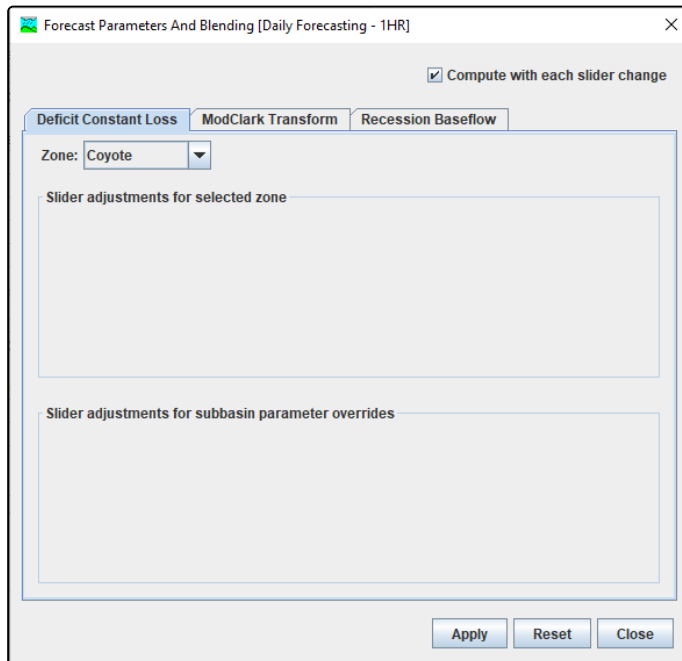 Forecast Parameters And Blending [Daily Forecasting - 1HR]
Compute with each slider change
Deficit Constant Loss ModClark Transform Recession Baseflow
Zone: Coyote
Slider adjustments for selected zone
Slider adjustments for subbasin parameter overrides
Apply Reset Close